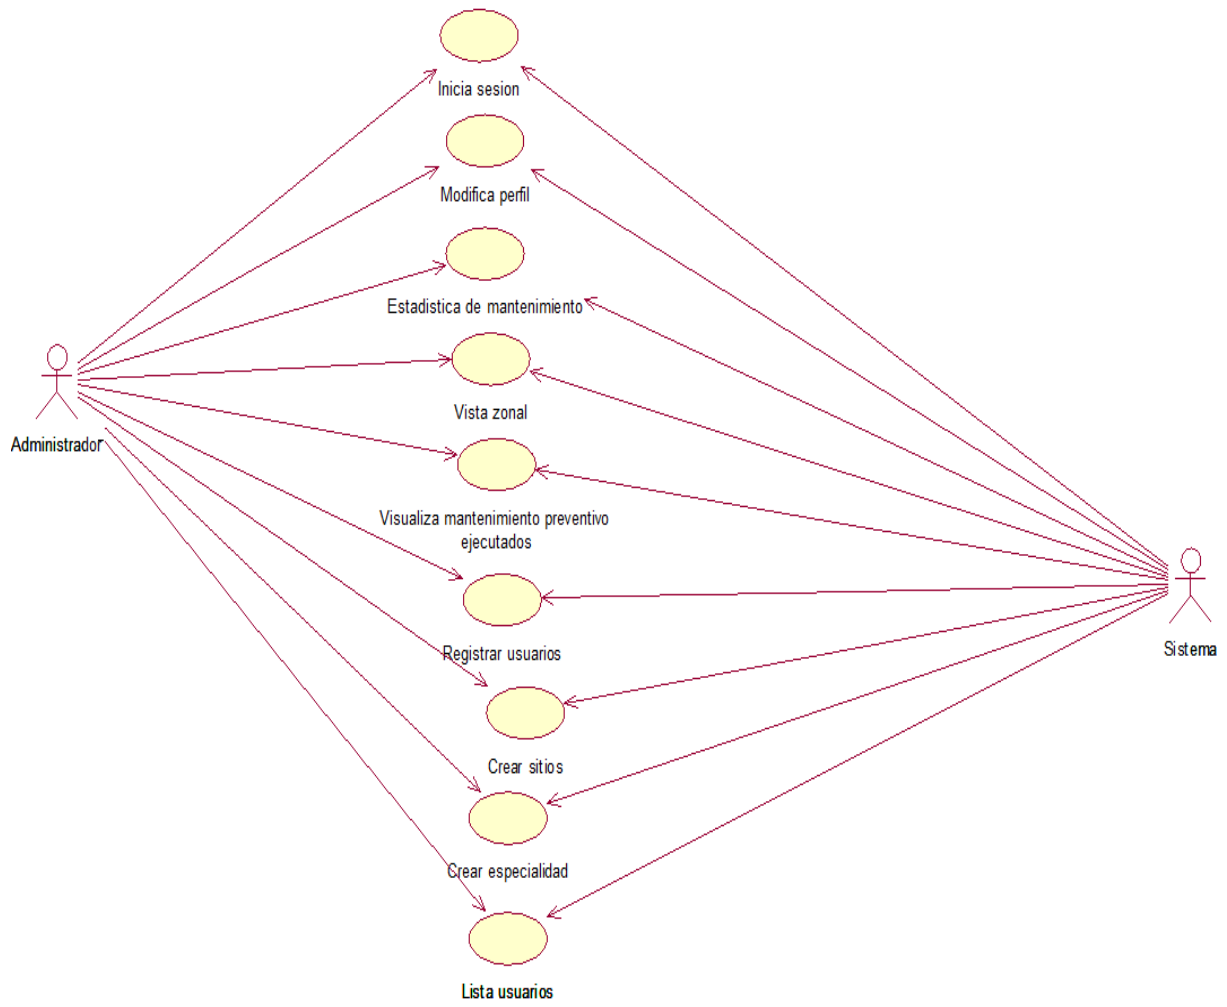 Inicia sesion
Modifica perfil
Estadistica de mantenimiento
Vista zonal
Administrador
Visualiza mantenimiento preventivo
ejecutados
Registrar usuarios
Sistema
Crear sitios
Crear especialidad
Lista usuarios